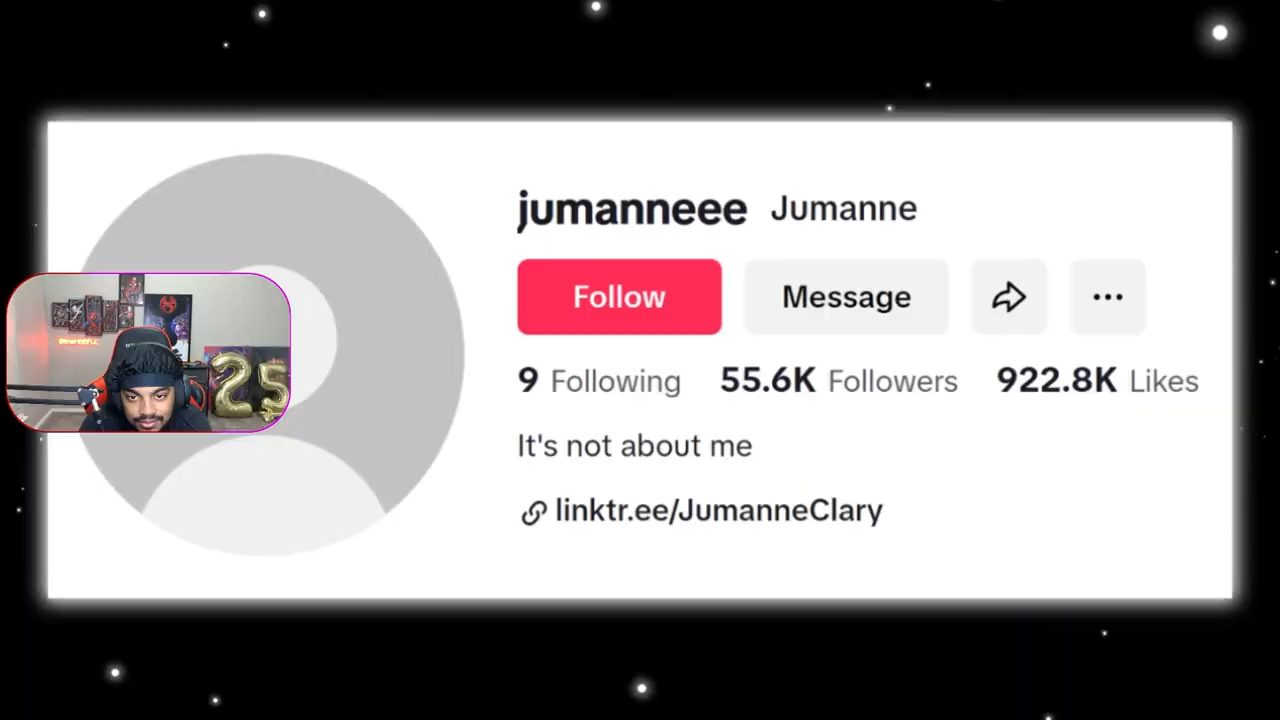 jumanneee Jumanne
Follow Message
9 Following 55.6K Followers 922.8K Likes
It's not about me
linktr.ee/JumanneClary
25